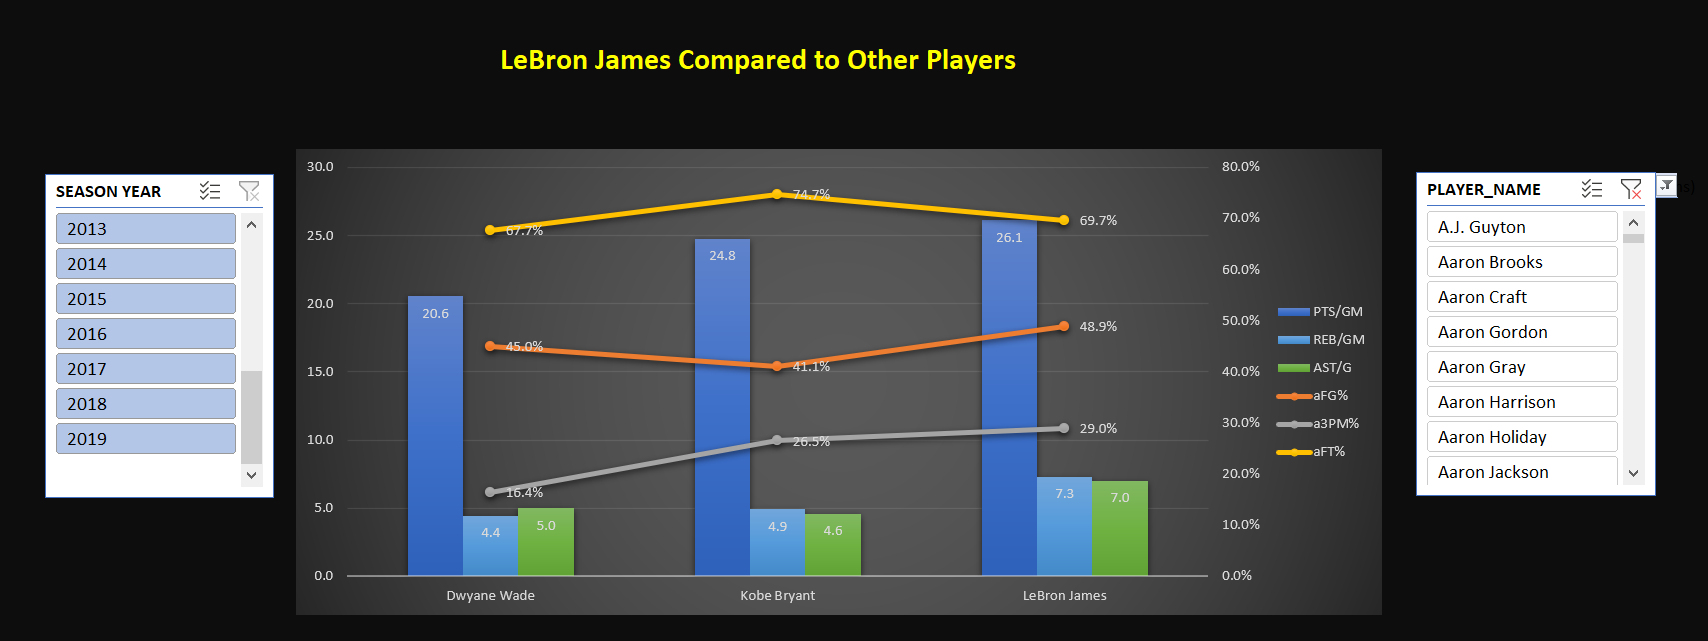 LeBron James Compared to Other Players
SEASON YEAR
2013
2014
2015
2016
2017
2018
2019
30.0
25.0
20.0
15.0
10.0
5.0
0.0
80.0%
70.0%
60.0%
50.0%
40.0%
30.0%
20.0%
10.0%
0.0%
67.7%
74.7%
69.7%
45.0%
41.1%
48.9%
16.4%
26.5%
29.0%
20.6
4.4
5.0
24.8
4.9
4.6
26.1
7.3
7.0
Dwyane Wade
Kobe Bryant
LeBron James
PTS/GM
REB/GM
AST/G
aFG%
a3PM%
aFT%
PLAYER_NAME
A.J. Guyton
Aaron Brooks
Aaron Craft
Aaron Gordon
Aaron Gray
Aaron Harrison
Aaron Holiday
Aaron Jackson